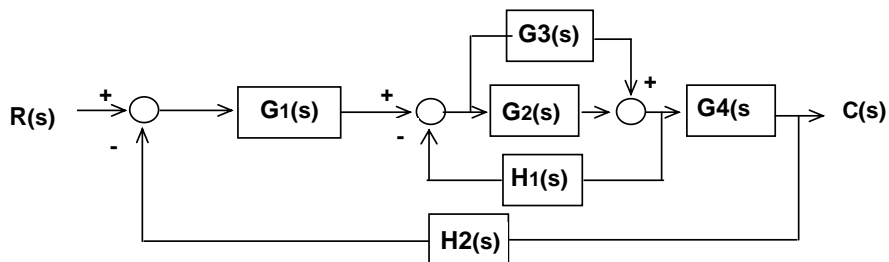 G3(s)
+
+
+
R(s)
G1(s)
G2(s)
G4(s
C(s)
-
-
H1(s)
H2(s)